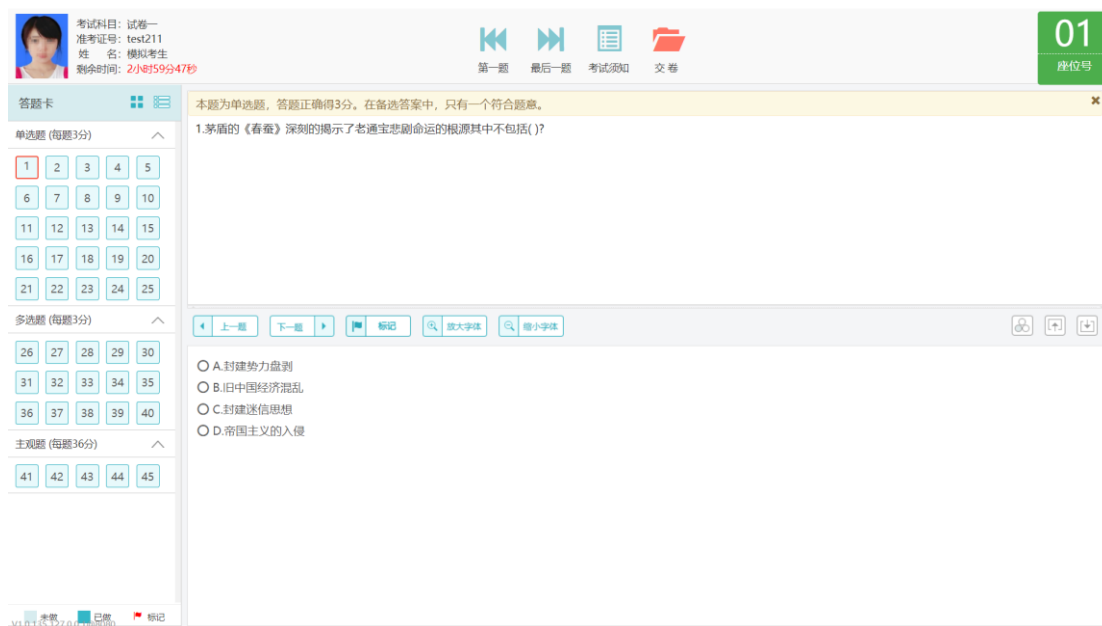 考试科目：试卷一
准考证号：test211
姓 名：模拟考生
剩余时间：2小时59分47秒
第一题
最后一题
考试须知
交 卷
01
座位号
答题卡
单选题 (每题3分)
1 2 3 4 5
6 7 8 9 10
11 12 13 14 15
16 17 18 19 20
21 22 23 24 25
多选题 (每题3分)
26 27 28 29 30
31 32 33 34 35
36 37 38 39 40
主观题 (每题36分)
41 42 43 44 45
未做 已做 标记
本题为单选题，答题正确得3分。在备选答案中，只有一个符合题意。
1.茅盾的《春蚕》深刻的揭示了老通宝悲剧命运的根源其中不包括( )?
上一题 下一题 标记 放大字体 缩小字体
A.封建势力盘剥
B.旧中国经济混乱
C.封建迷信思想
D.帝国主义的入侵